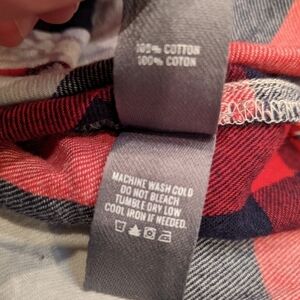 100% COTTON
100% COTON
MACHINE WASH COLD
DO NOT BLEACH
TUMBLE DRY LOW
COOL IRON IF NEEDED.